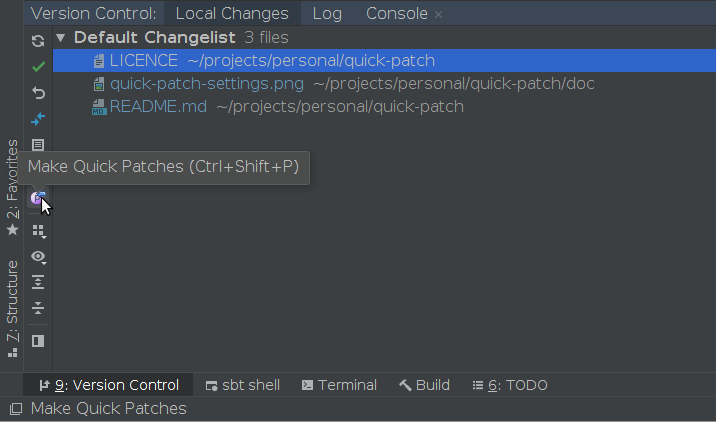 Version Control: Local Changes Log Console ×
Default Changelist 3 files
LICENCE ~/projects/personal/quick-patch
quick-patch-settings.png ~/projects/personal/quick-patch/doc
README.md ~/projects/personal/quick-patch
Make Quick Patches (Ctrl+Shift+P)
2: Favorites
Z: Structure
9: Version Control sbt shell Terminal Build 6: TODO
Make Quick Patches